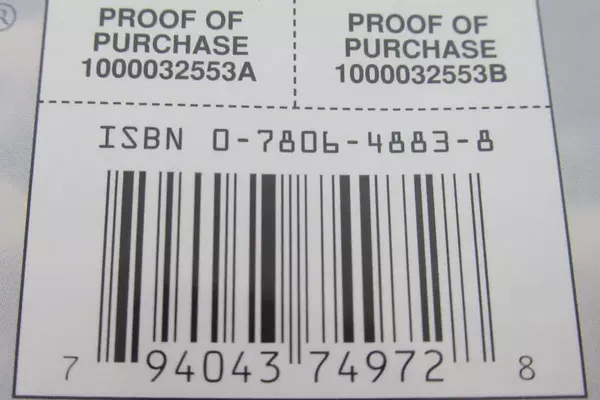 ®
PROOF OF
PURCHASE
1000032553A
PROOF OF
PURCHASE
1000032553B
ISBN 0-7806-4883-8
7 94043 74972 8